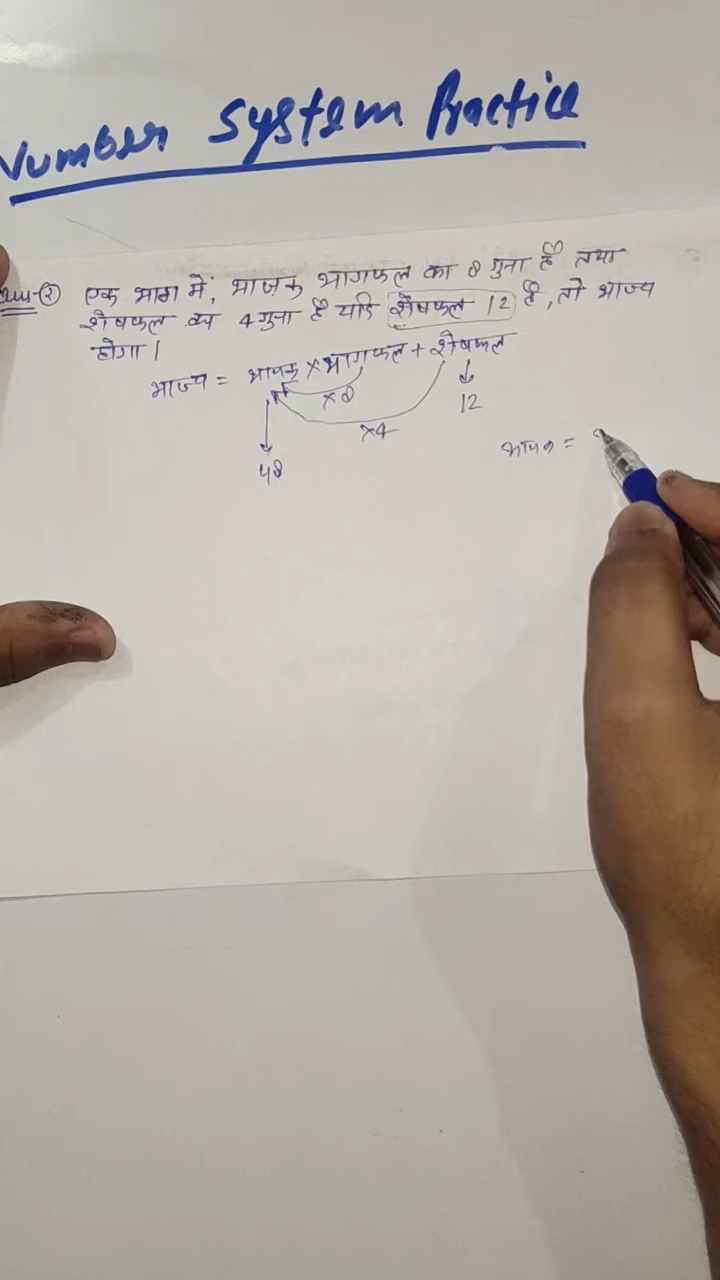 Number System Practice
Que-② एक भाग में, भाजक भागफल का 8 गुना है तथा
शेषफल का 4 गुना है यदि शेषफल 12 है, तो भाज्य
होगा।
भाज्य = भाजक × भागफल + शेषफल
×8
12
×4
48
भाजक =